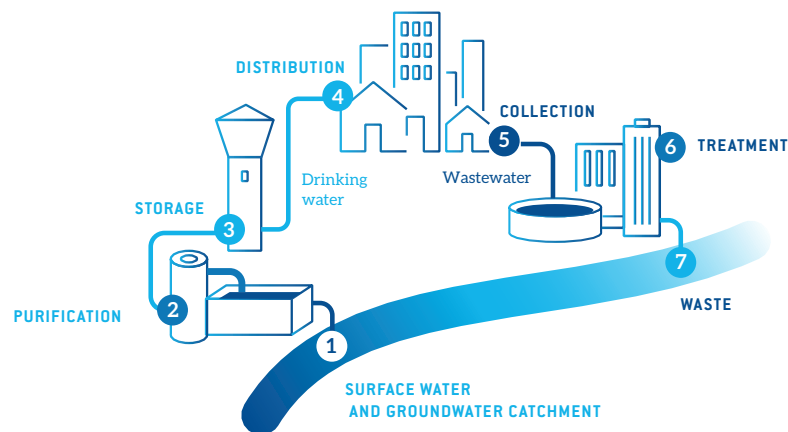 DISTRIBUTION
4
COLLECTION
5
6
TREATMENT
Drinking
water
Wastewater
STORAGE
3
7
PURIFICATION
2
WASTE
1
SURFACE WATER
AND GROUNDWATER CATCHMENT